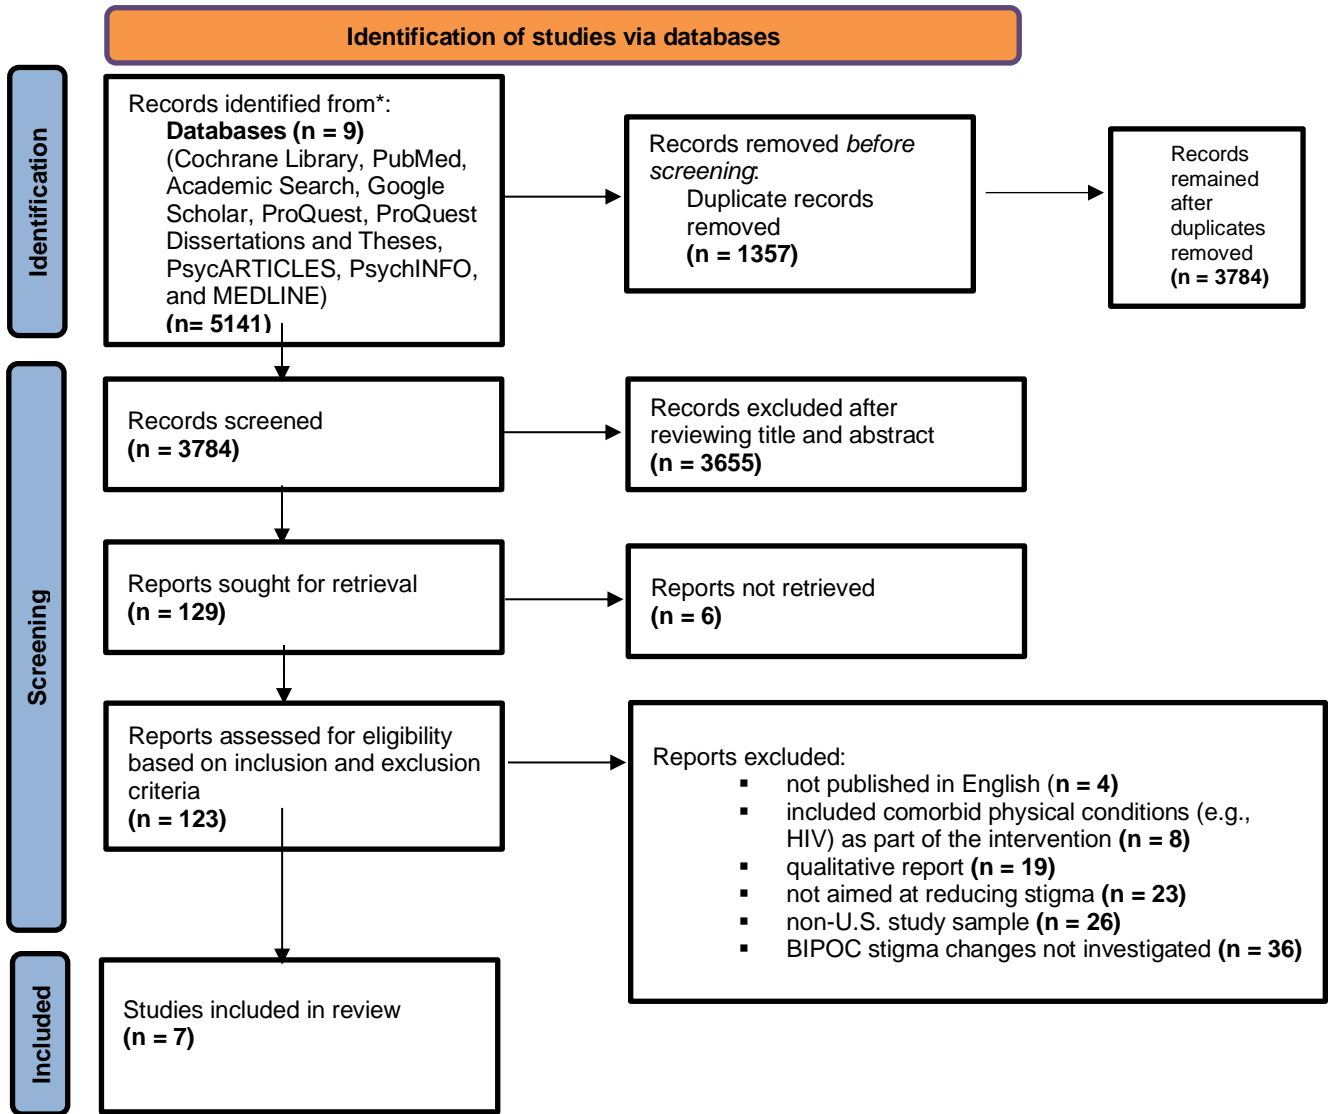 Identification of studies via databases
Identification
Records identified from*:
Databases (n = 9)
(Cochrane Library, PubMed,
Academic Search, Google
Scholar, ProQuest, ProQuest
Dissertations and Theses,
PsycARTICLES, PsychINFO,
and MEDLINE)
(n= 5141)
Records removed before
screening:
Duplicate records
removed
(n = 1357)
Records
remained
after
duplicates
removed
(n = 3784)
Screening
Records screened
(n = 3784)
Records excluded after
reviewing title and abstract
(n = 3655)
Reports sought for retrieval
(n = 129)
Reports not retrieved
(n = 6)
Reports assessed for eligibility
based on inclusion and exclusion
criteria
(n = 123)
Reports excluded:
▪ not published in English (n = 4)
▪ included comorbid physical conditions (e.g.,
HIV) as part of the intervention (n = 8)
▪ qualitative report (n = 19)
▪ not aimed at reducing stigma (n = 23)
▪ non-U.S. study sample (n = 26)
▪ BIPOC stigma changes not investigated (n = 36)
Included
Studies included in review
(n = 7)